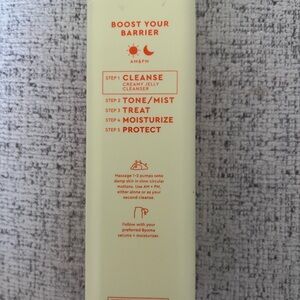 BOOST YOUR
BARRIER
AM & PM
STEP 1 CLEANSE
CREAMY JELLY
CLEANSER
STEP 2 TONE/MIST
STEP 3 TREAT
STEP 4 MOISTURIZE
STEP 5 PROTECT
Massage 1-2 pumps onto
damp skin in slow circular
motions. Use AM + PM,
either alone or as your
second cleanse.
Follow with your
preferred Byoma
serums + moisturizer.